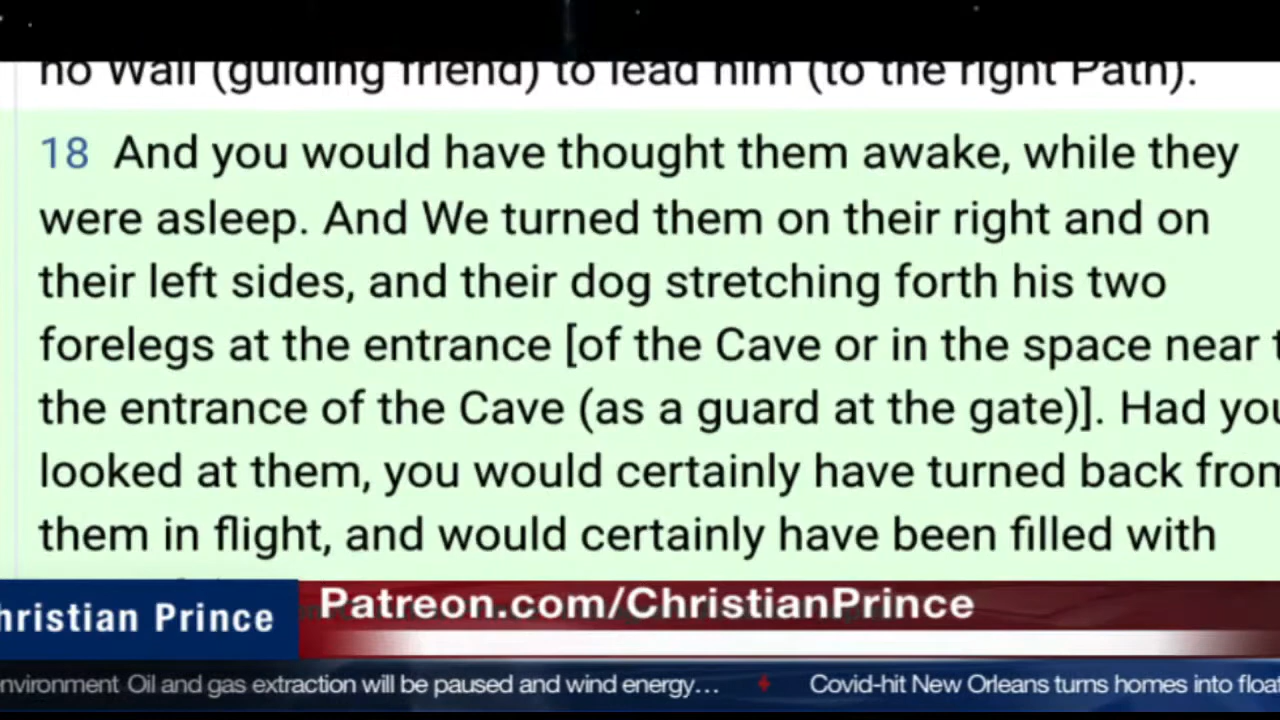 no Wali (guiding friend) to lead him (to the right Path).
18 And you would have thought them awake, while they
were asleep. And We turned them on their right and on
their left sides, and their dog stretching forth his two
forelegs at the entrance [of the Cave or in the space near t
the entrance of the Cave (as a guard at the gate)]. Had you
looked at them, you would certainly have turned back from
them in flight, and would certainly have been filled with
hristian Prince
Patreon.com/ChristianPrince
nvironment Oil and gas extraction will be paused and wind energy... Covid-hit New Orleans turns homes into float